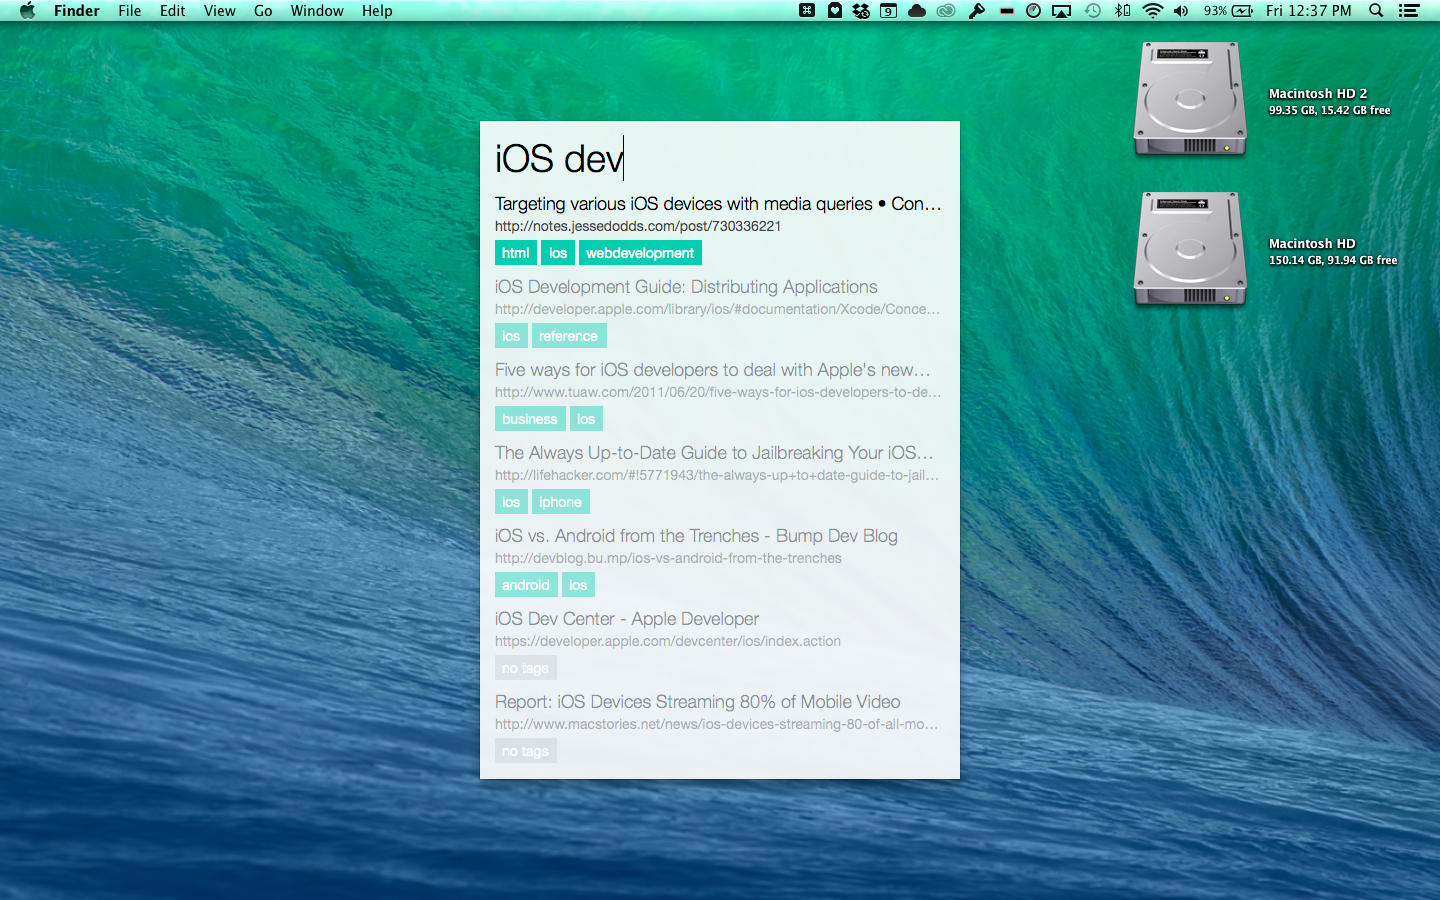 Finder File Edit View Go Window Help 9 93% Fri 12:37 PM
Macintosh HD 2
99.35 GB, 15.42 GB free
Macintosh HD
150.14 GB, 91.94 GB free
iOS dev
Targeting various iOS devices with media queries • Con…
http://notes.jessedodds.com/post/730336221
html ios webdevelopment
iOS Development Guide: Distributing Applications
http://developer.apple.com/library/ios/#documentation/Xcode/Conce…
ios reference
Five ways for iOS developers to deal with Apple's new…
http://www.tuaw.com/2011/06/20/five-ways-for-ios-developers-to-de…
business ios
The Always Up-to-Date Guide to Jailbreaking Your iOS…
http://lifehacker.com/#!5771943/the-always-up+to+date-guide-to-jail…
ios iphone
iOS vs. Android from the Trenches - Bump Dev Blog
http://devblog.bu.mp/ios-vs-android-from-the-trenches
android ios
iOS Dev Center - Apple Developer
https://developer.apple.com/devcenter/ios/index.action
no tags
Report: iOS Devices Streaming 80% of Mobile Video
http://www.macstories.net/news/ios-devices-streaming-80-of-all-mo…
no tags